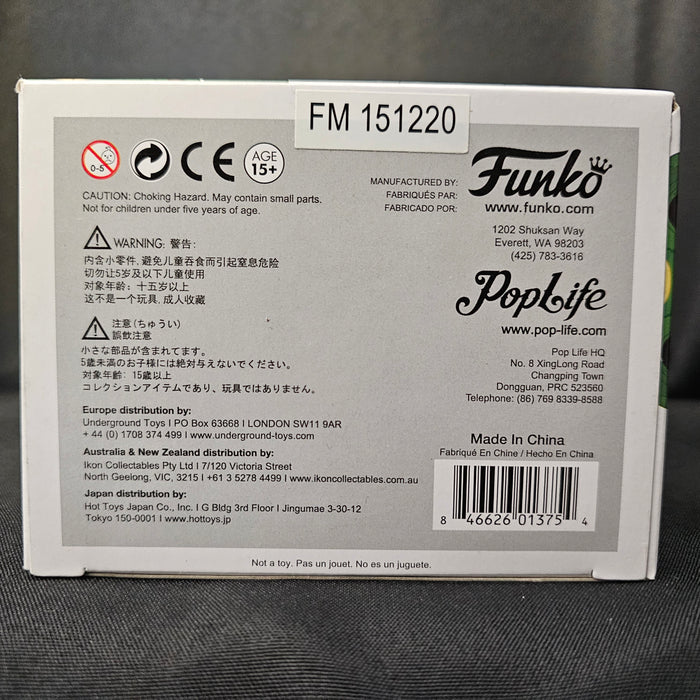 FM 151220
0-5
CE
AGE
15+
CAUTION: Choking Hazard. May contain small parts.
Not for children under five years of age.
WARNING: 警告:
内含小零件, 避免儿童吞食而引起窒息危险
切勿让5岁及以下儿童使用
对象年龄: 十五岁以上
这不是一个玩具, 成人收藏
注意 (ちゅうい)
誤飲注意
小さな部品が含まれてます。
5歳未満のお子様には絶対与えないでください。
対象年齢: 15歳以上
コレクションアイテムであり、玩具ではありません。
Europe distribution by:
Underground Toys I PO Box 63668 I LONDON SW11 9AR
+ 44 (0) 1708 374 499 I www.underground-toys.com
Australia & New Zealand distribution by:
Ikon Collectables Pty Ltd I 7/120 Victoria Street
North Geelong, VIC, 3215 I +61 3 5278 4499 I www.ikoncollectables.com.au
Japan distribution by:
Hot Toys Japan Co., Inc. I G Bldg 3rd Floor I Jingumae 3-30-12
Tokyo 150-0001 I www.hottoys.jp
MANUFACTURED BY:
FABRIQUÉS PAR:
FABRICADO POR:
Funko
www.funko.com
1202 Shuksan Way
Everett, WA 98203
(425) 783-3616
PopLife
www.pop-life.com
Pop Life HQ
No. 8 XingLong Road
Changping Town
Dongguan, PRC 523560
Telephone: (86) 769 8339-8588
Made In China
Fabriqué En Chine / Hecho En China
8 46626 01375 4
Not a toy. Pas un jouet. No es un juguete.